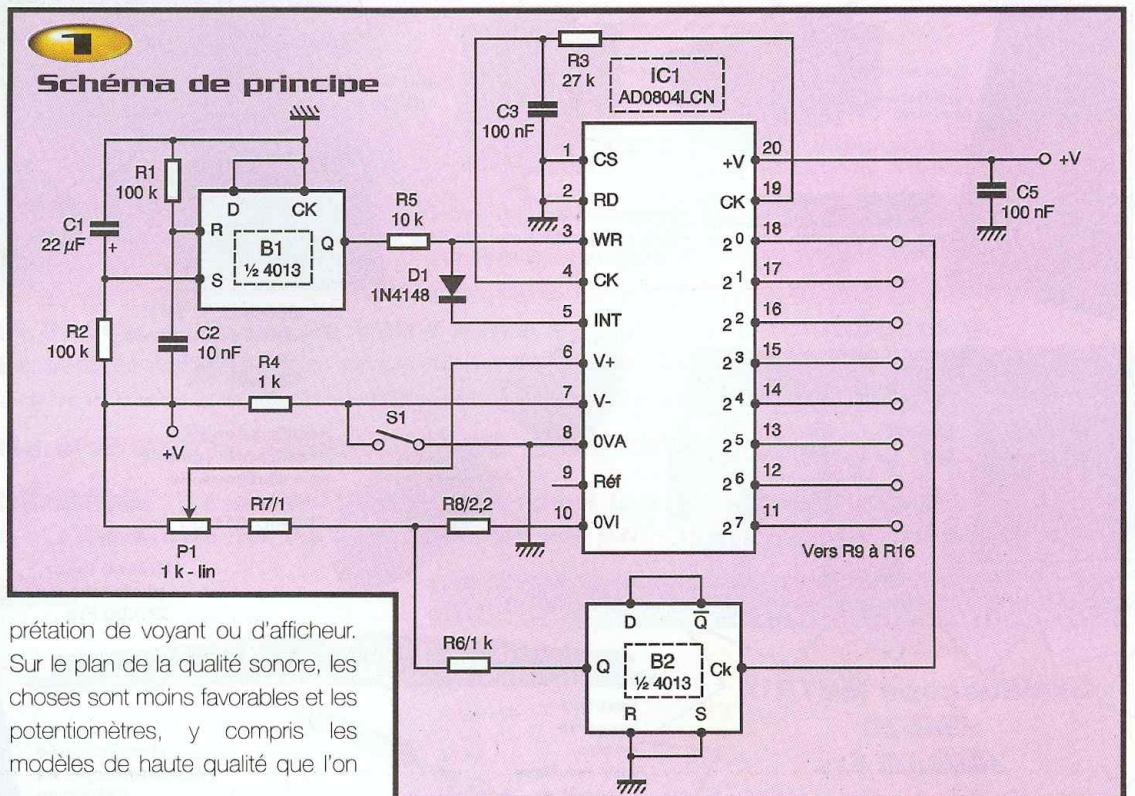 1
Schéma de principe
R1
100 k
C1
22 µF
+
R2
100 k
D
CK
R
S
Q
B1
½ 4013
C2
10 nF
R5
10 k
D1
1N4148
R4
1 k
S1
+V
P1
1 k - lin
R7/1
R8/2,2
R3
27 k
C3
100 nF
IC1
AD0804LCN
1 CS
2 RD
3 WR
4 CK
5 INT
6 V+
7 V-
8 0VA
9 Réf
10 0VI
+V 20
CK 19
2⁰ 18
2¹ 17
2² 16
2³ 15
2⁴ 14
2⁵ 13
2⁶ 12
2⁷ 11
+V
C5
100 nF
Vers R9 à R16
R6/1 k
D
Q̅
Q
B2
½ 4013
Ck
R
S
prétation de voyant ou d'afficheur.
Sur le plan de la qualité sonore, les
choses sont moins favorables et les
potentiomètres, y compris les
modèles de haute qualité que l'on